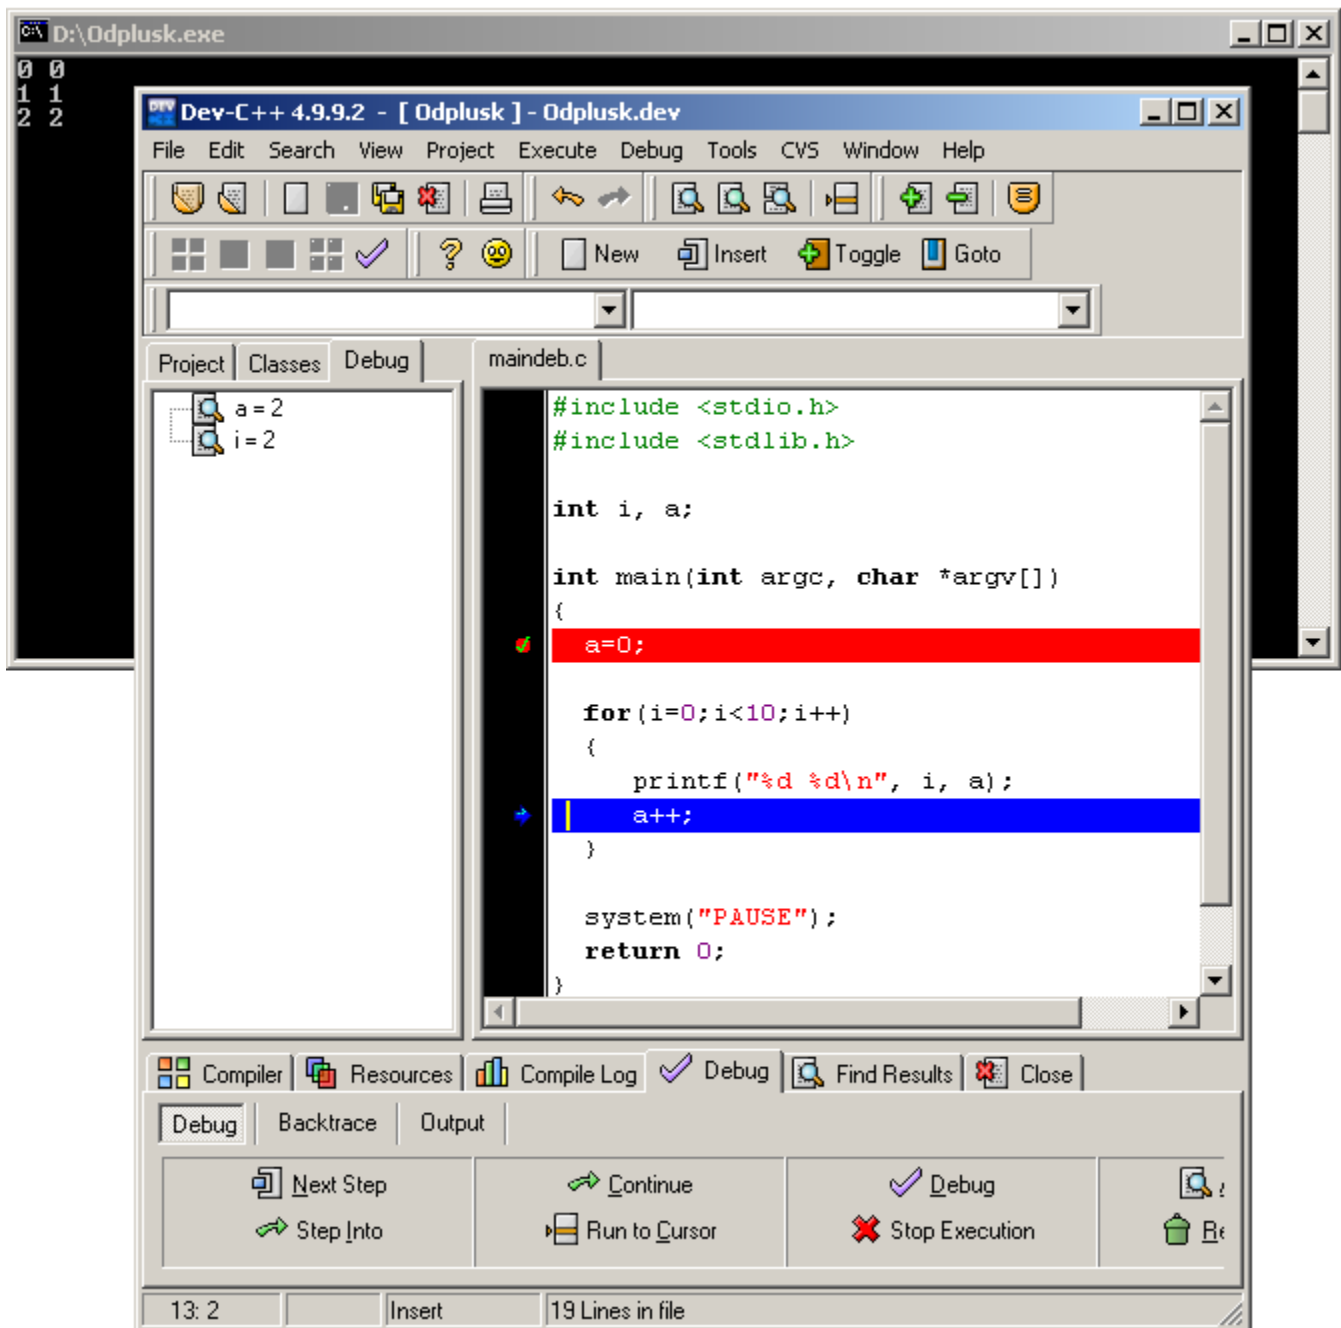 D:\Odplusk.exe
0 0
1 1
2 2
Dev-C++ 4.9.9.2 - [ Odplusk ] - Odplusk.dev
File Edit Search View Project Execute Debug Tools CVS Window Help
New Insert Toggle Goto
Project Classes Debug
a = 2
i = 2
maindeb.c
#include <stdio.h>
#include <stdlib.h>
int i, a;
int main(int argc, char *argv[])
{
a=0;
for(i=0;i<10;i++)
{
printf("%d %d\n", i, a);
a++;
}
system("PAUSE");
return 0;
}
Compiler Resources Compile Log Debug Find Results Close
Debug Backtrace Output
Next Step Continue Debug
Step Into Run to Cursor Stop Execution
13: 2 Insert 19 Lines in file